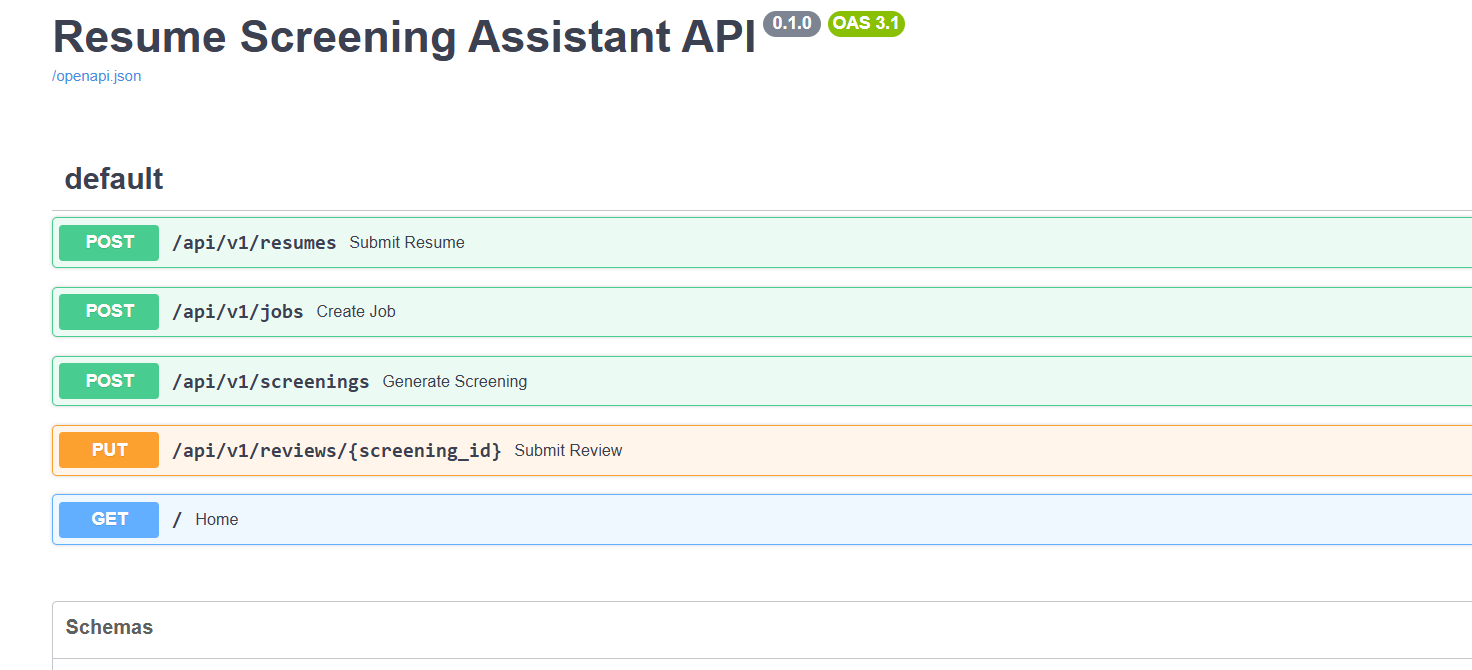 Resume Screening Assistant API 0.1.0 OAS 3.1
/openapi.json
default
POST /api/v1/resumes Submit Resume
POST /api/v1/jobs Create Job
POST /api/v1/screenings Generate Screening
PUT /api/v1/reviews/{screening_id} Submit Review
GET / Home
Schemas